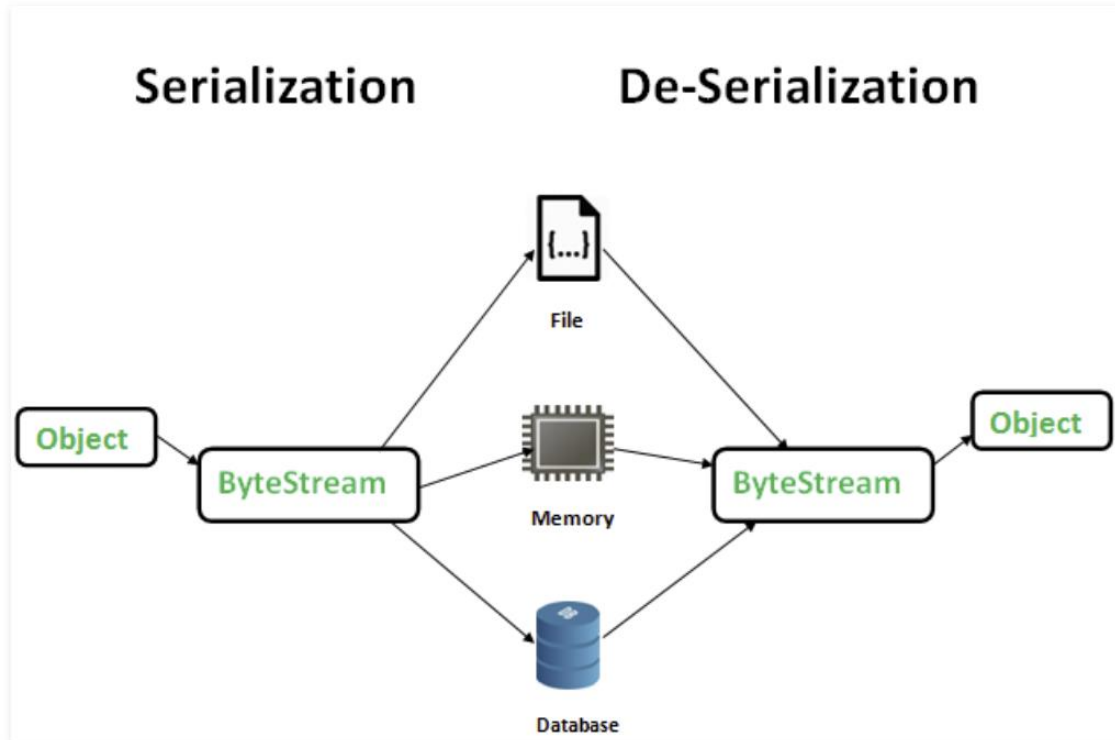 Serialization
De-Serialization
{...}
File
Object
ByteStream
Memory
ByteStream
Object
Database